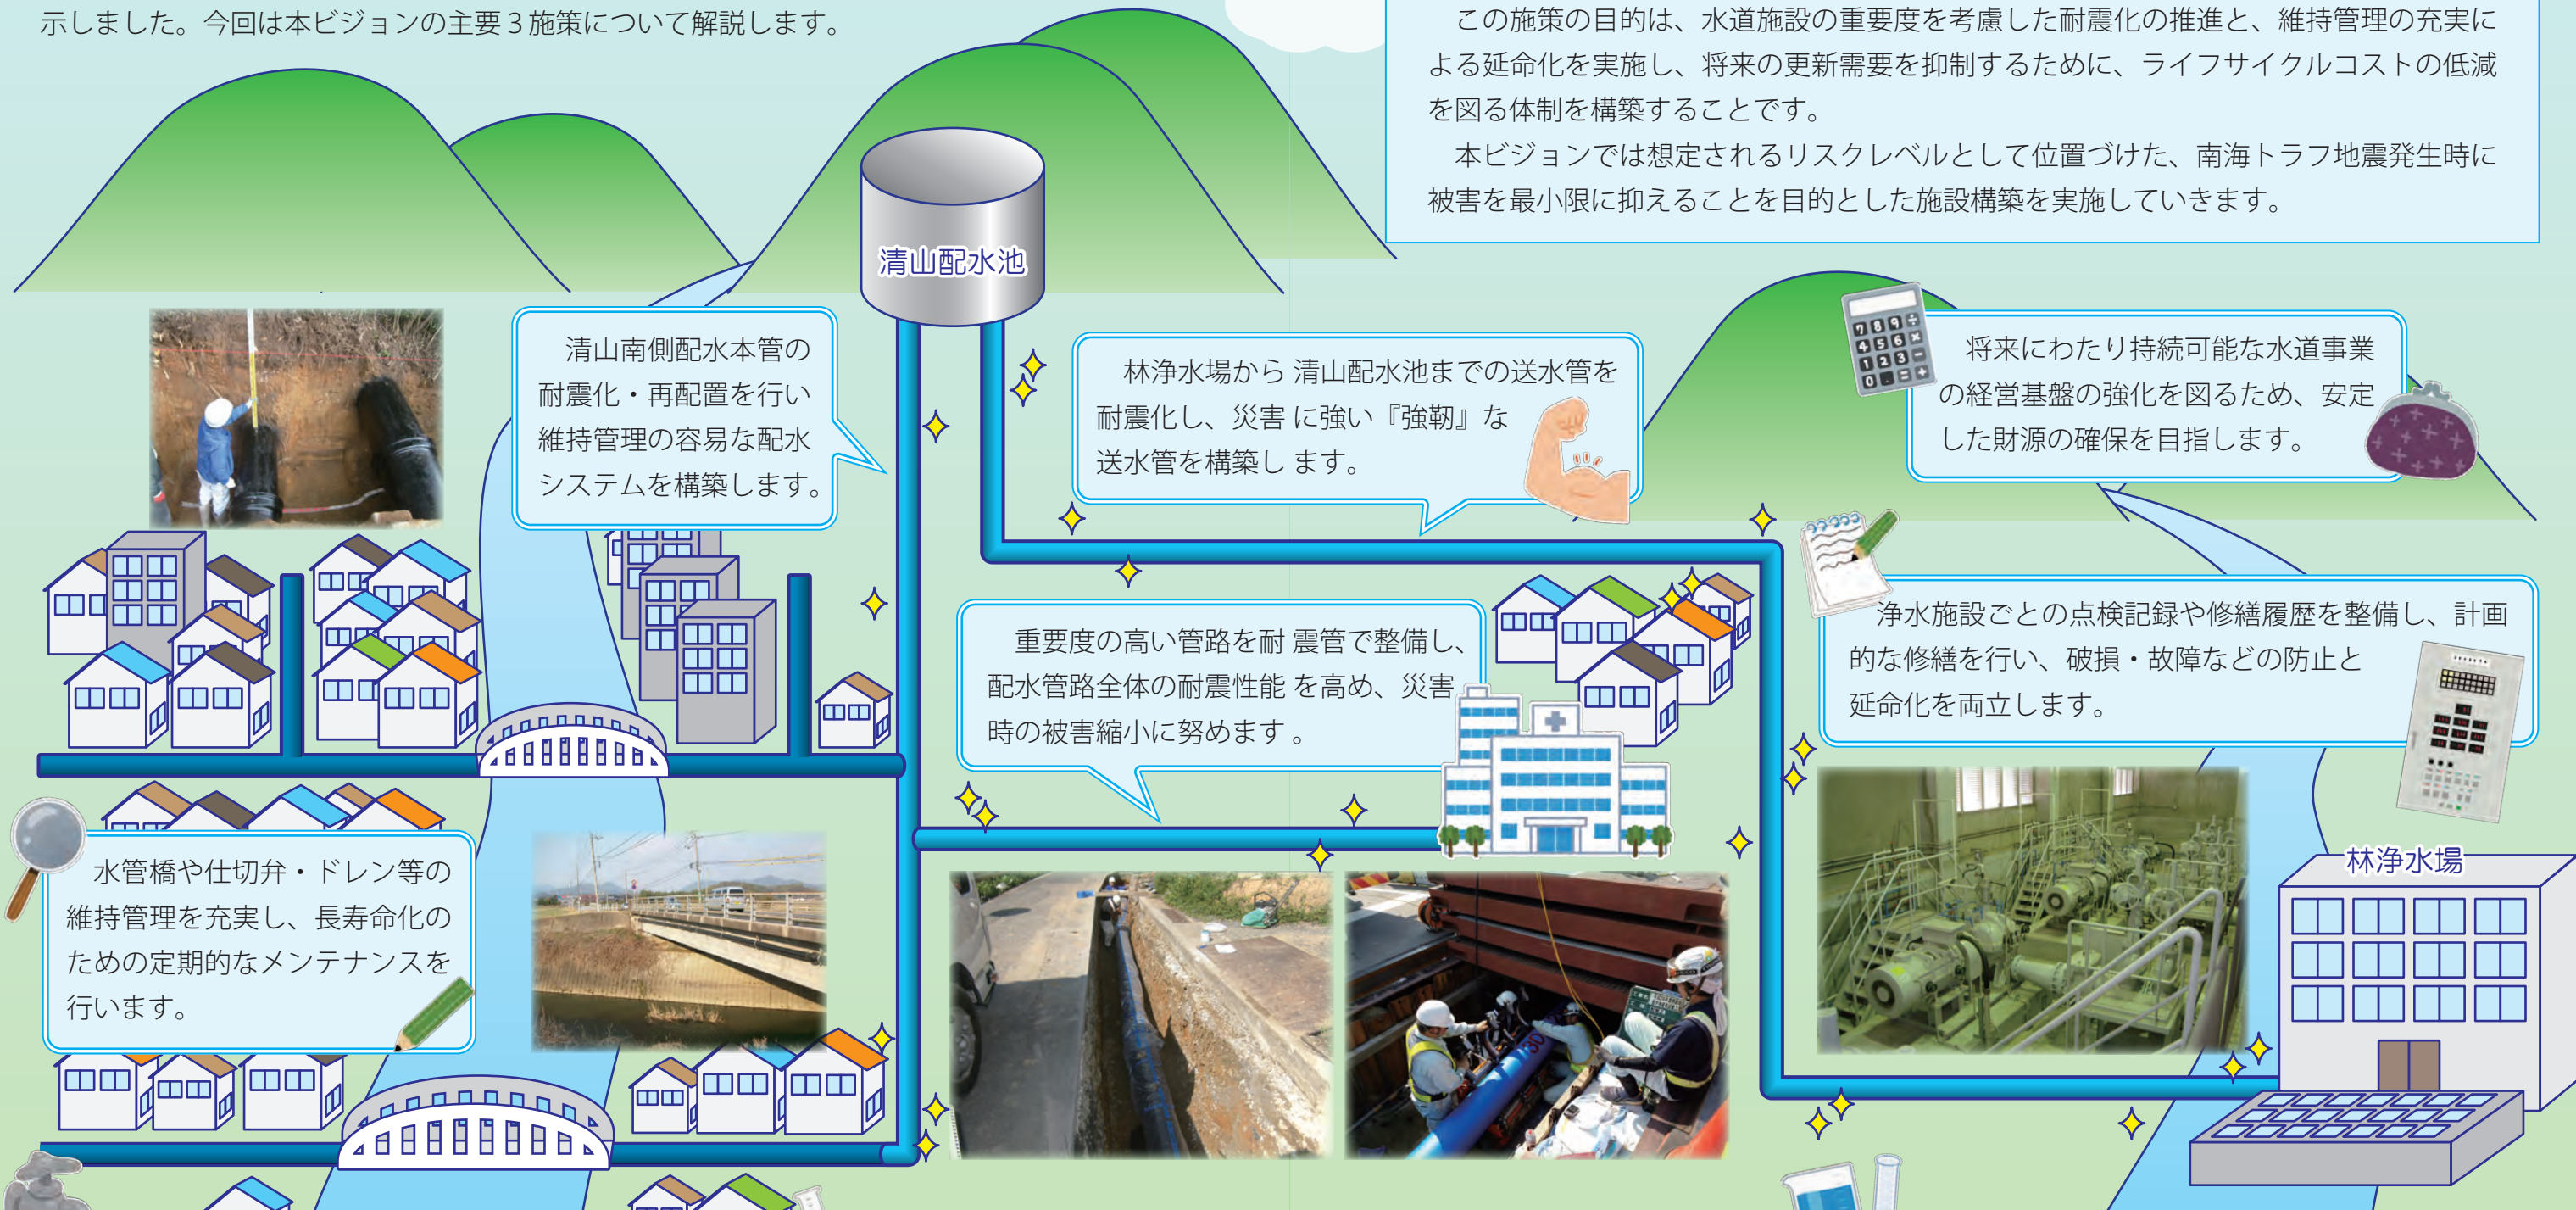 示しました。今回は本ビジョンの主要３施策について解説します。
　この施策の目的は、水道施設の重要度を考慮した耐震化の推進と、維持管理の充実に
よる延命化を実施し、将来の更新需要を抑制するために、ライフサイクルコストの低減
を図る体制を構築することです。
　本ビジョンでは想定されるリスクレベルとして位置づけた、南海トラフ地震発生時に
被害を最小限に抑えることを目的とした施設構築を実施していきます。
清山配水池
　清山南側配水本管の
耐震化・再配置を行い
維持管理の容易な配水
システムを構築します。
　林浄水場から 清山配水池までの送水管を
耐震化し、災害 に強い『強靭』な
送水管を構築し ます。
　将来にわたり持続可能な水道事業
の経営基盤の強化を図るため、安定
した財源の確保を目指します。
7 8 9 ÷
4 5 6 ×
1 2 3 −
0 . = +
　重要度の高い管路を耐 震管で整備し、
配水管路全体の耐震性能 を高め、災害
時の被害縮小に努めます 。
　浄水施設ごとの点検記録や修繕履歴を整備し、計画
的な修繕を行い、破損・故障などの防止と
延命化を両立します。
　水管橋や仕切弁・ドレン等の
維持管理を充実し、長寿命化の
ための定期的なメンテナンスを
行います。
林浄水場